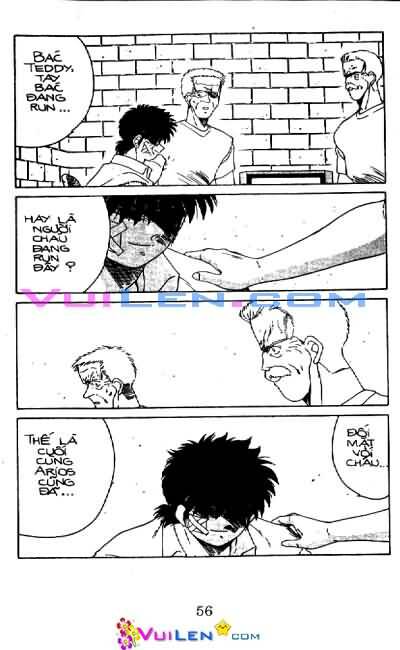 BÁC
TEDDY,
TAY
BÁC
ĐANG
RUN...
HAY LÀ
NGƯỜI
CHÁU
ĐANG
RUN
ĐÂY?
VUILEN.COM
ĐỐI
MẶT
VỚI
CHÁU...
THẾ LÀ
CUỐI
CÙNG
ARIOS
CŨNG
ĐÃ...
56
VUILEN.COM